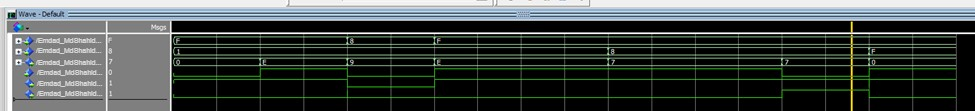 Wave - Default
Msgs
/Emdad_MdShahid... F F 8 F
/Emdad_MdShahid... 8 1 8 F
/Emdad_MdShahid... 7 0 E 9 E 7 7 0
/Emdad_MdShahid... 0
/Emdad_MdShahid... 1
/Emdad_MdShahid... 1